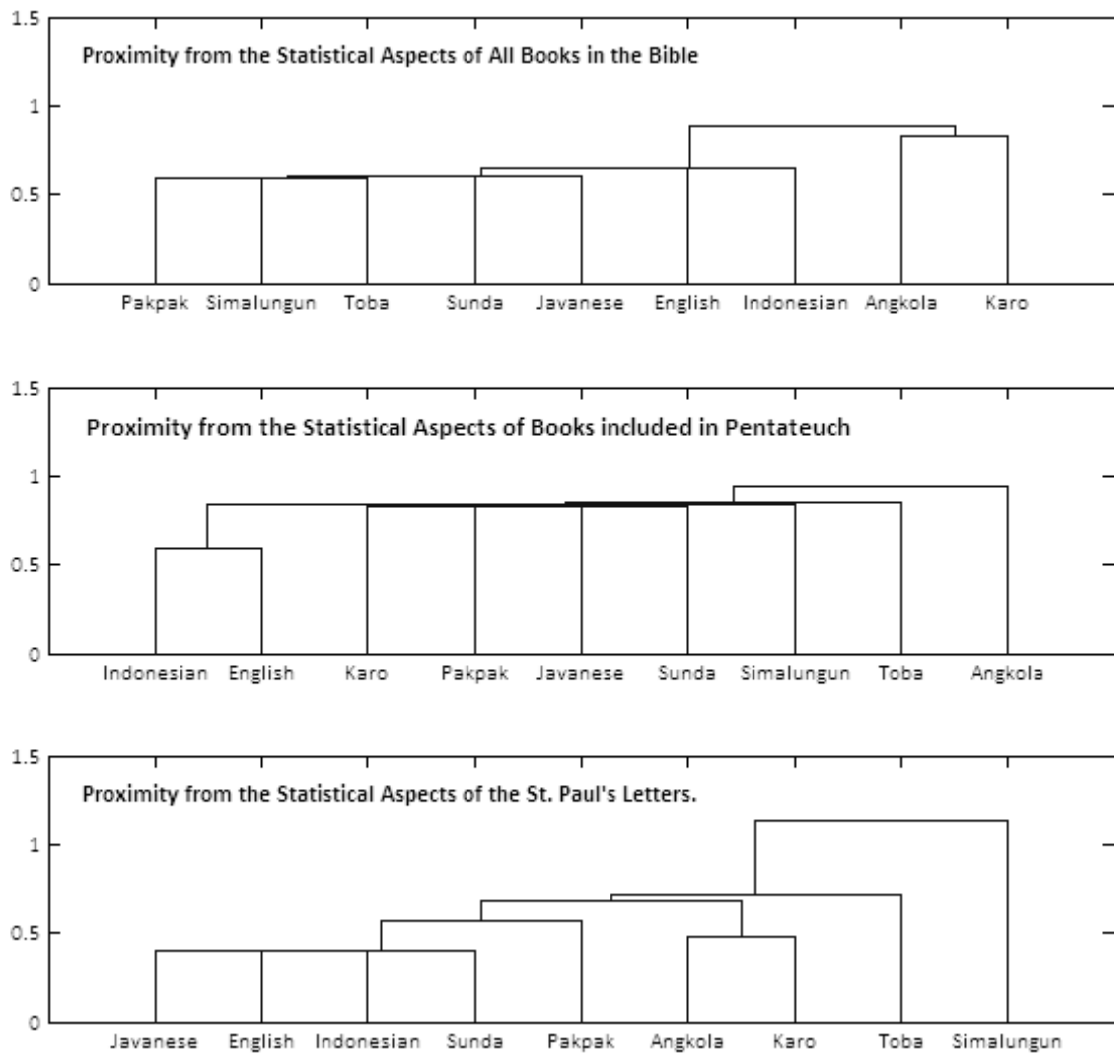 1.5
Proximity from the Statistical Aspects of All Books in the Bible
1
0.5
0
Pakpak Simalungun Toba Sunda Javanese English Indonesian Angkola Karo
1.5
Proximity from the Statistical Aspects of Books included in Pentateuch
1
0.5
0
Indonesian English Karo Pakpak Javanese Sunda Simalungun Toba Angkola
1.5
Proximity from the Statistical Aspects of the St. Paul's Letters.
1
0.5
0
Javanese English Indonesian Sunda Pakpak Angkola Karo Toba Simalungun